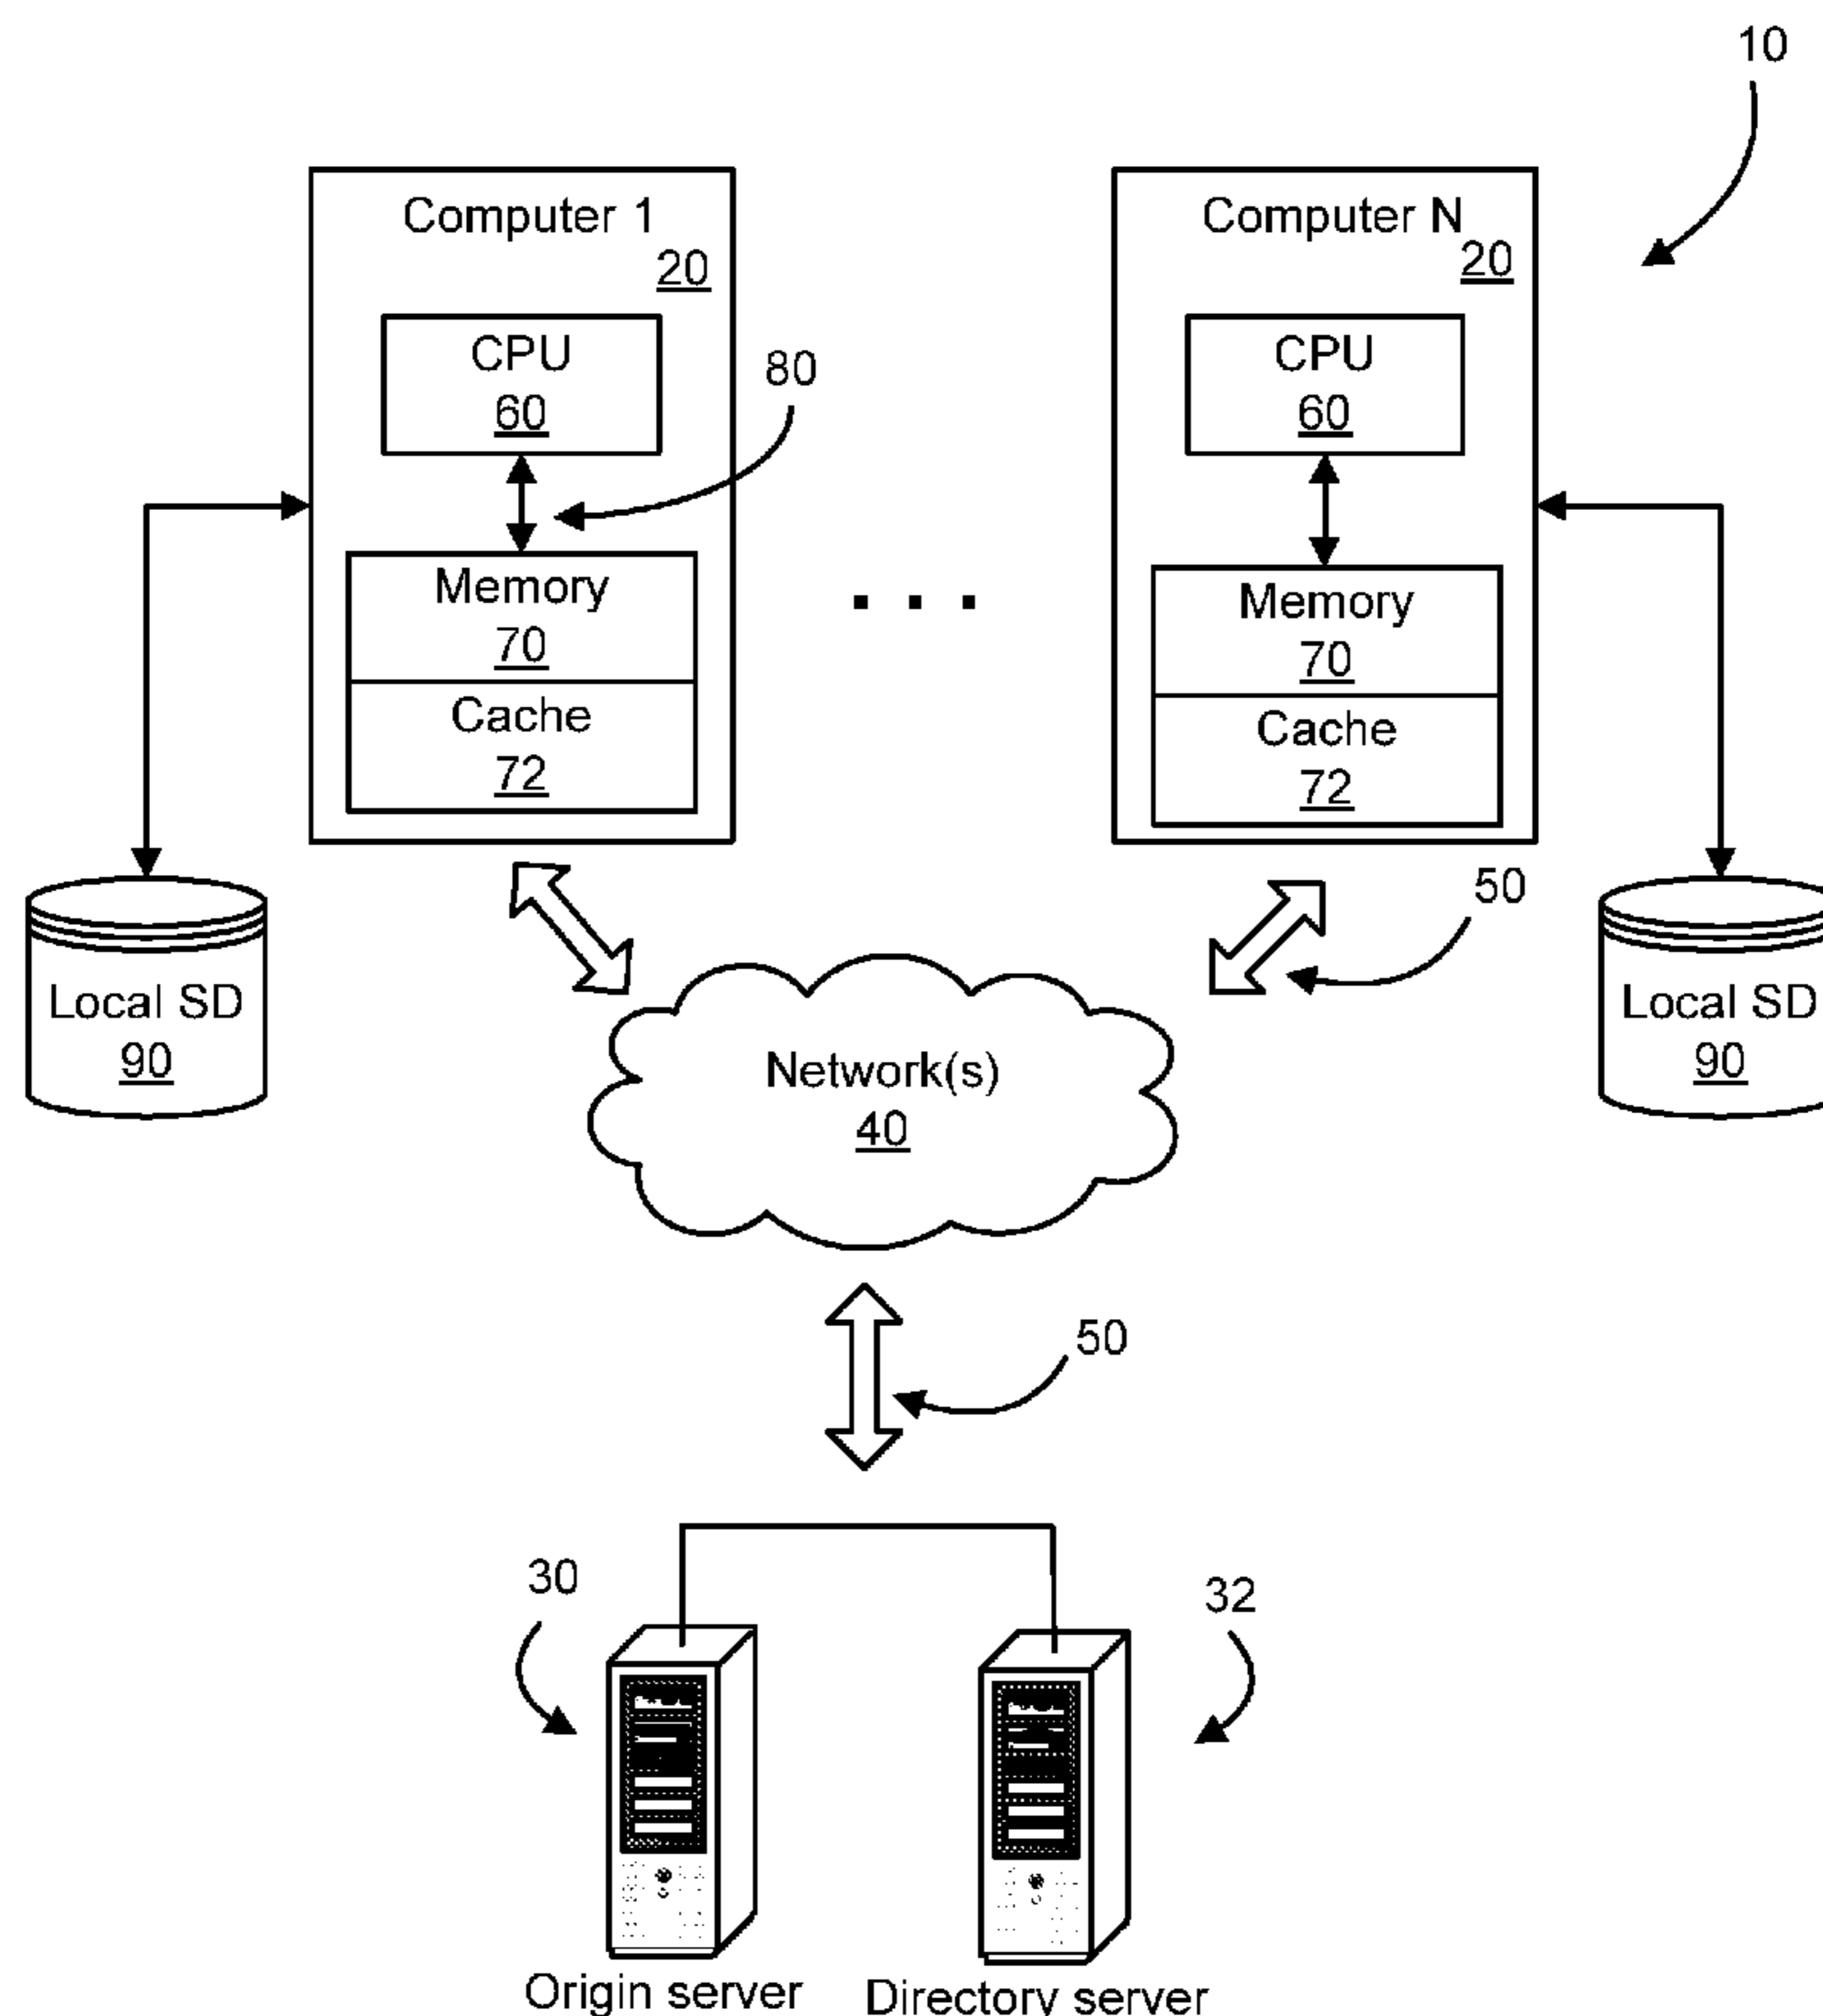 10
Computer 1
20
CPU
60
80
Memory
70
Cache
72
. . .
Computer N
20
CPU
60
Memory
70
Cache
72
50
Local SD
90
Local SD
90
Network(s)
40
50
30
32
Origin server
Directory server